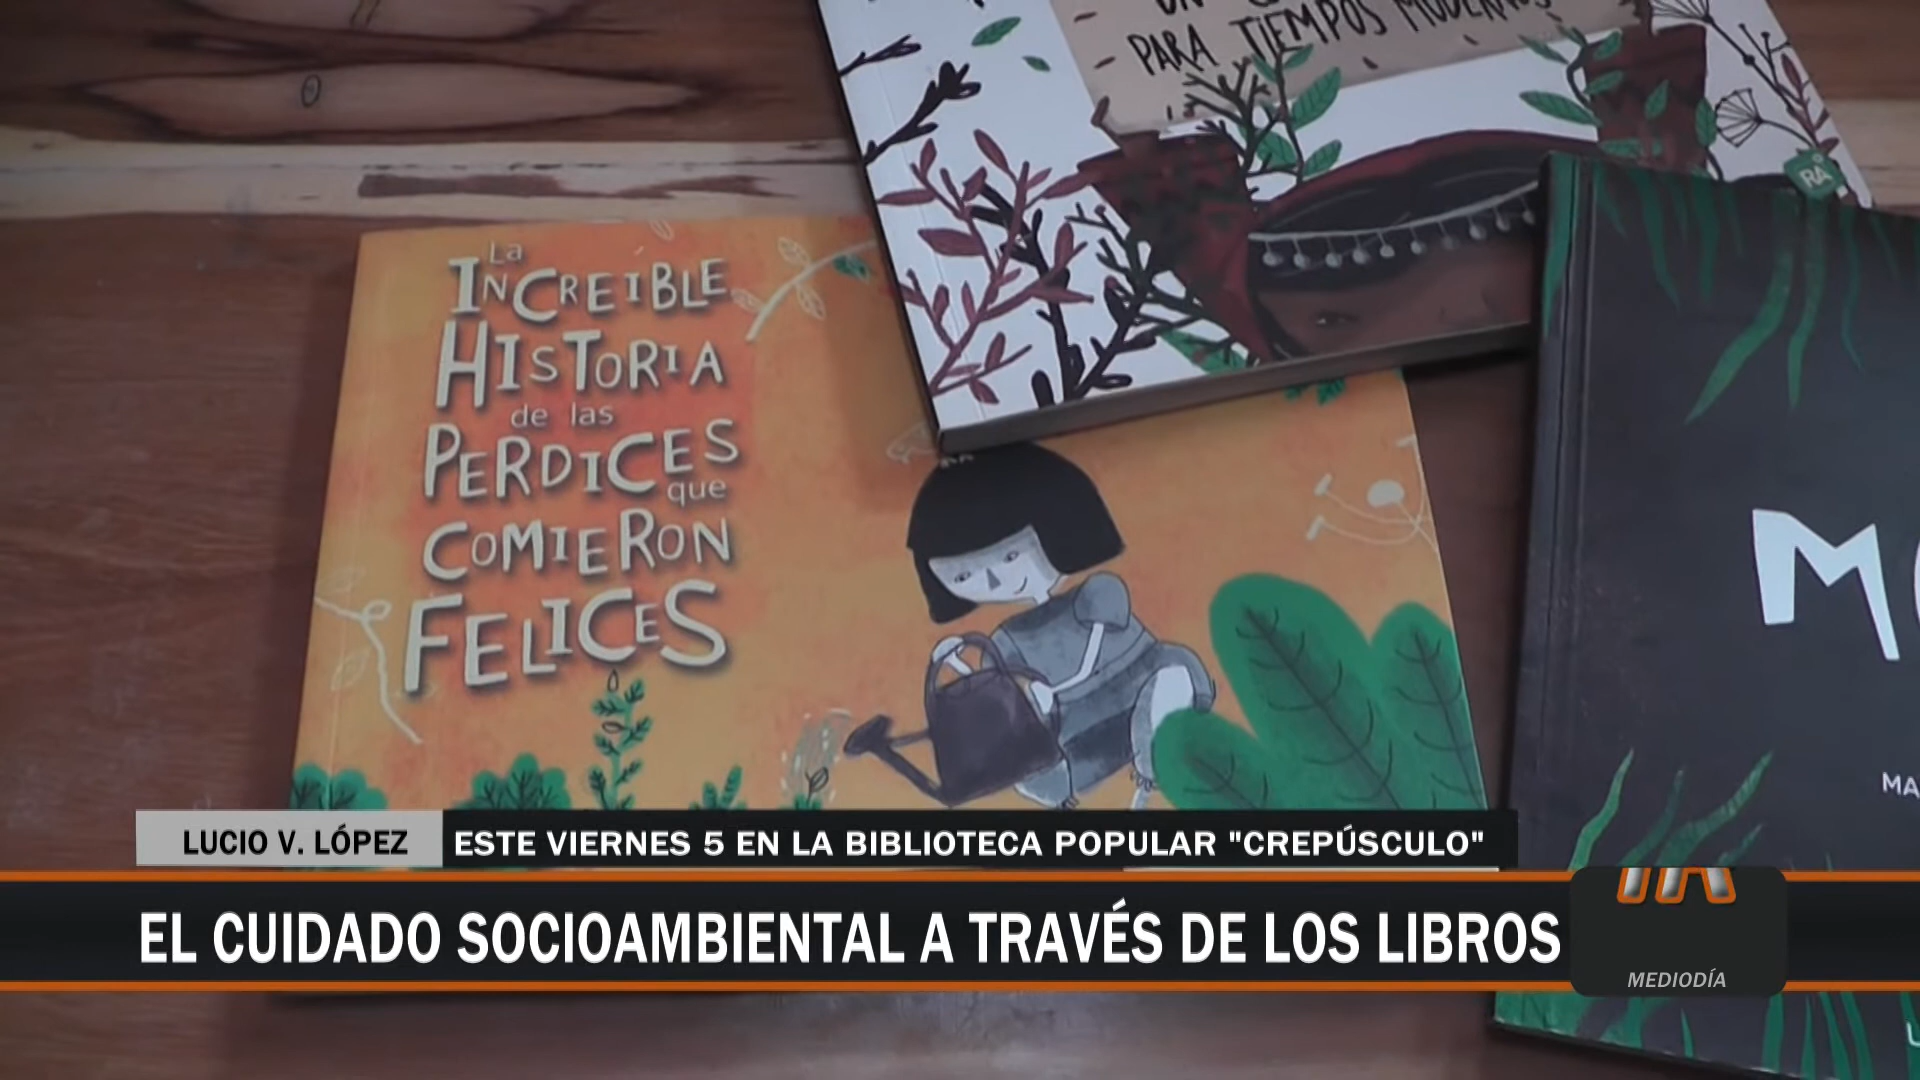 PARA TIEMPOS MODERNOS
RA
La
INCREIBLE
HISTORIA
de las
PERDICES
que
COMIERON
FELICES
LUCIO V. LÓPEZ
ESTE VIERNES 5 EN LA BIBLIOTECA POPULAR "CREPÚSCULO"
EL CUIDADO SOCIOAMBIENTAL A TRAVÉS DE LOS LIBROS
MEDIODÍA